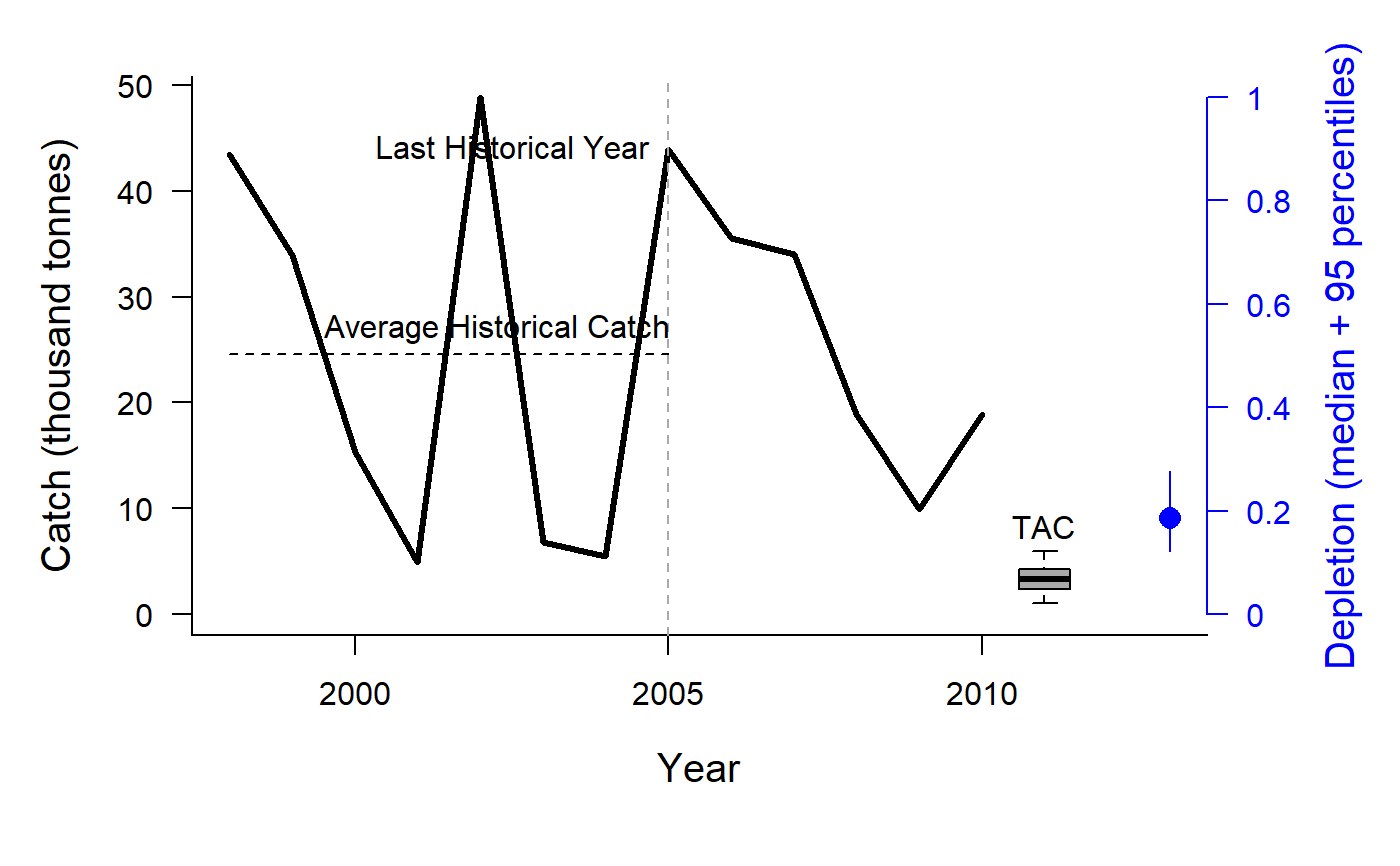 Catch (thousand tonnes)
50
40
30
20
10
0
Last Historical Year
Average Historical Catch
TAC
2000
2005
2010
Year
1
0.8
0.6
0.4
0.2
0
Depletion (median + 95 percentiles)